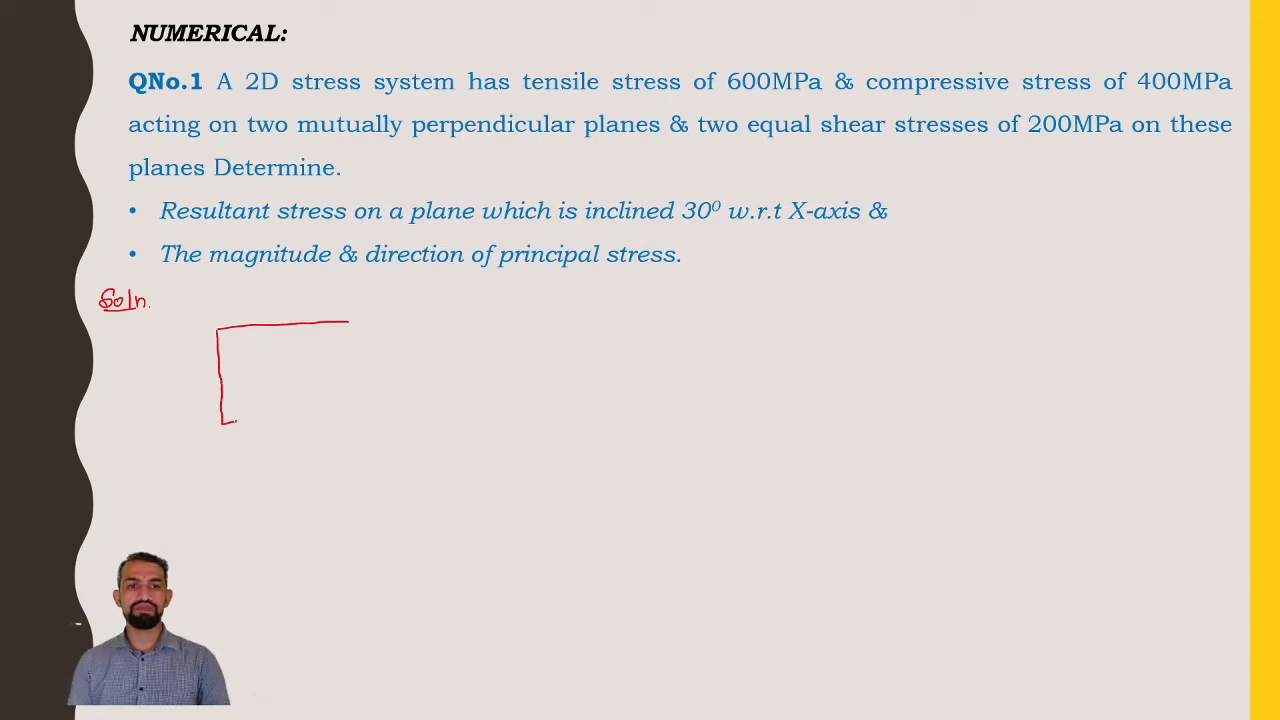 NUMERICAL:
QNo.1 A 2D stress system has tensile stress of 600MPa & compressive stress of 400MPa
acting on two mutually perpendicular planes & two equal shear stresses of 200MPa on these
planes Determine.
• Resultant stress on a plane which is inclined 30⁰ w.r.t X-axis &
• The magnitude & direction of principal stress.
Soln.